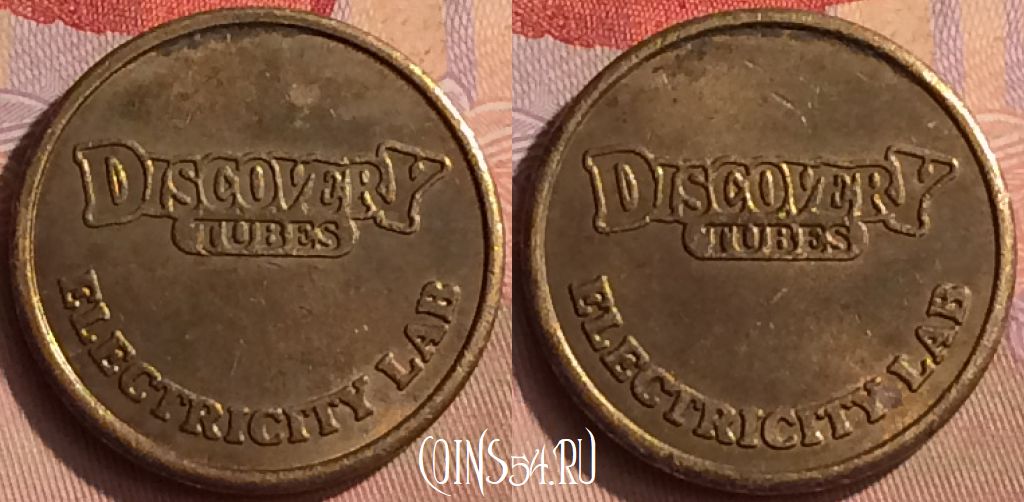 DISCOVERY
TUBES
ELECTRICITY LAB
DISCOVERY
TUBES
ELECTRICITY LAB
COINS54.RU